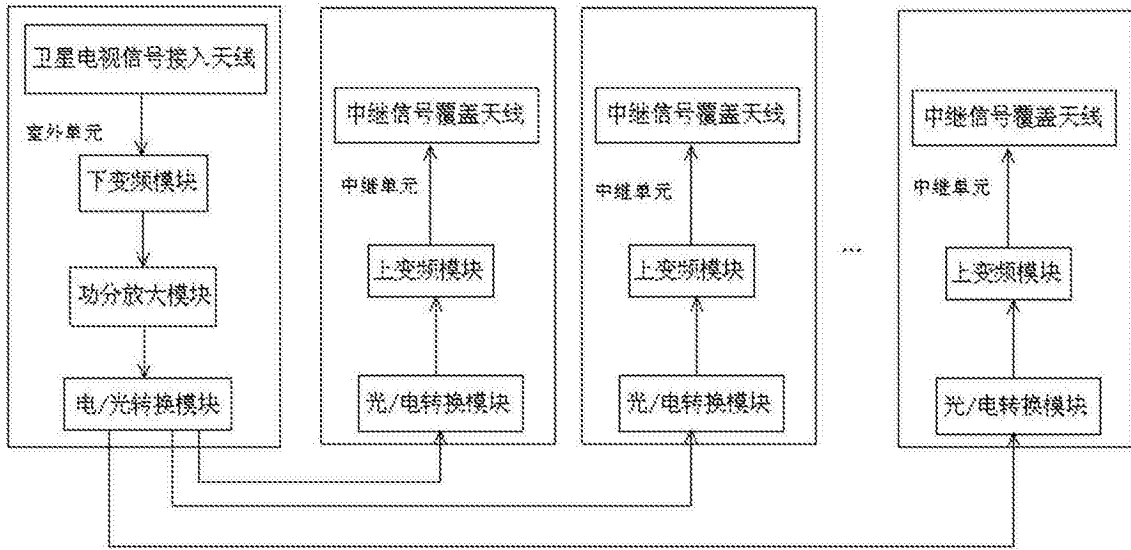 卫星电视信号接入天线
室外单元
下变频模块
功分放大模块
电/光转换模块
中继信号覆盖天线
中继单元
上变频模块
光/电转换模块
中继信号覆盖天线
中继单元
上变频模块
光/电转换模块
...
中继信号覆盖天线
中继单元
上变频模块
光/电转换模块